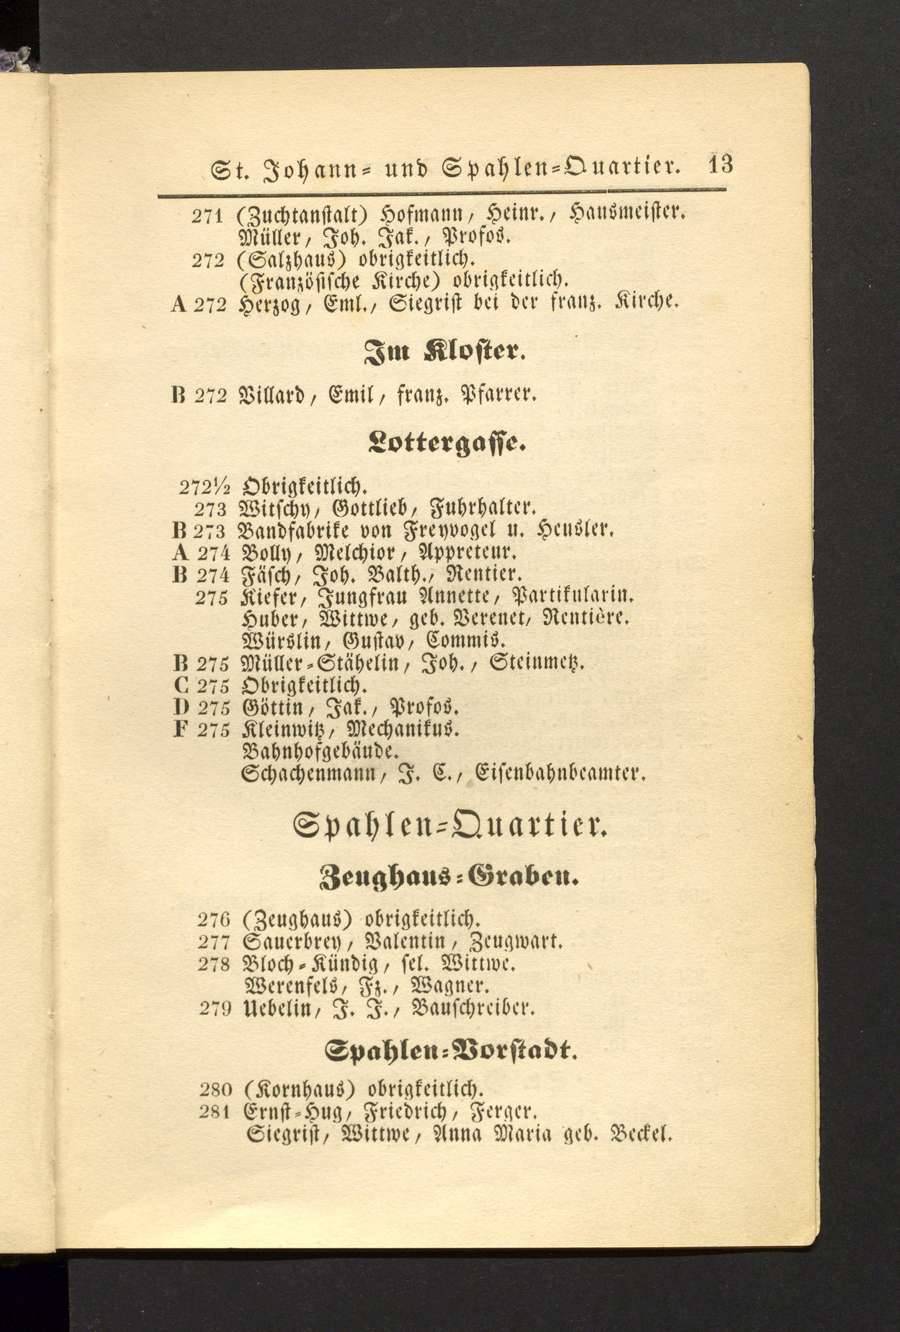 St. Johann- und Spahlen-Quartier. 13
271 (Zuchtanstalt) Hofmann, Heinr., Hausmeister.
Müller, Joh. Jak., Profos.
272 (Salzhaus) obrigkeitlich.
(Französische Kirche) obrigkeitlich.
A 272 Herzog, Eml., Siegrist bei der franz. Kirche.
Im Kloster.
B 272 Villard, Emil, franz. Pfarrer.
Lottergasse.
272½ Obrigkeitlich.
273 Witschy, Gottlieb, Fuhrhalter.
B 273 Bandfabrike von Freyvogel u. Heusler.
A 274 Bolly, Melchior, Appreteur.
B 274 Fäsch, Joh. Balth., Rentier.
275 Kiefer, Jungfrau Annette, Partikularin.
Huber, Wittwe, geb. Verenet, Rentière.
Würslin, Gustav, Commis.
B 275 Müller-Stähelin, Joh., Steinmetz.
C 275 Obrigkeitlich.
D 275 Göttin, Jak., Profos.
F 275 Kleinwitz, Mechanikus.
Bahnhofgebäude.
Schachenmann, J. C., Eisenbahnbeamter.
Spahlen-Quartier.
Zeughaus-Graben.
276 (Zeughaus) obrigkeitlich.
277 Sauerbrey, Valentin, Zeugwart.
278 Bloch-Kündig, sel. Wittwe.
Werenfels, Fz., Wagner.
279 Uebelin, J. J., Bauschreiber.
Spahlen-Vorstadt.
280 (Kornhaus) obrigkeitlich.
281 Ernst-Hug, Friedrich, Ferger.
Siegrist, Wittwe, Anna Maria geb. Beckel.